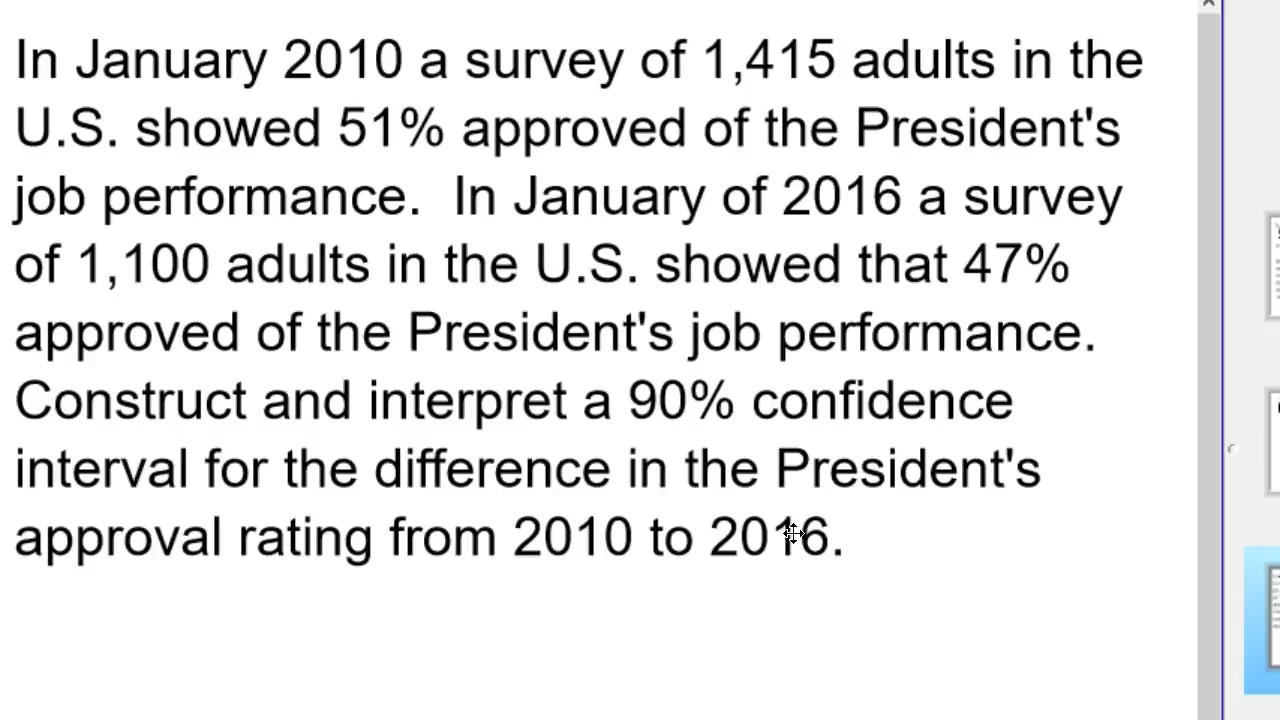 In January 2010 a survey of 1,415 adults in the
U.S. showed 51% approved of the President's
job performance.  In January of 2016 a survey
of 1,100 adults in the U.S. showed that 47%
approved of the President's job performance.
Construct and interpret a 90% confidence
interval for the difference in the President's
approval rating from 2010 to 2016.